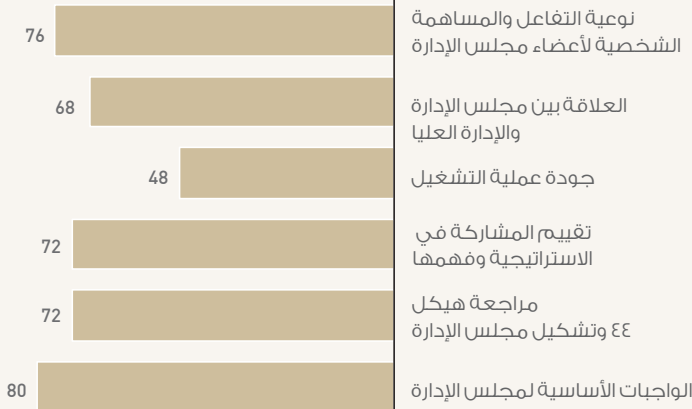 نوعية التفاعل والمساهمة
الشخصية لأعضاء مجلس الإدارة
76
العلاقة بين مجلس الإدارة
والإدارة العليا
68
جودة عملية التشغيل
48
تقييم المشاركة في
الاستراتيجية وفهمها
72
مراجعة هيكل
٤٤ وتشكيل مجلس الإدارة
72
الواجبات الأساسية لمجلس الإدارة
80